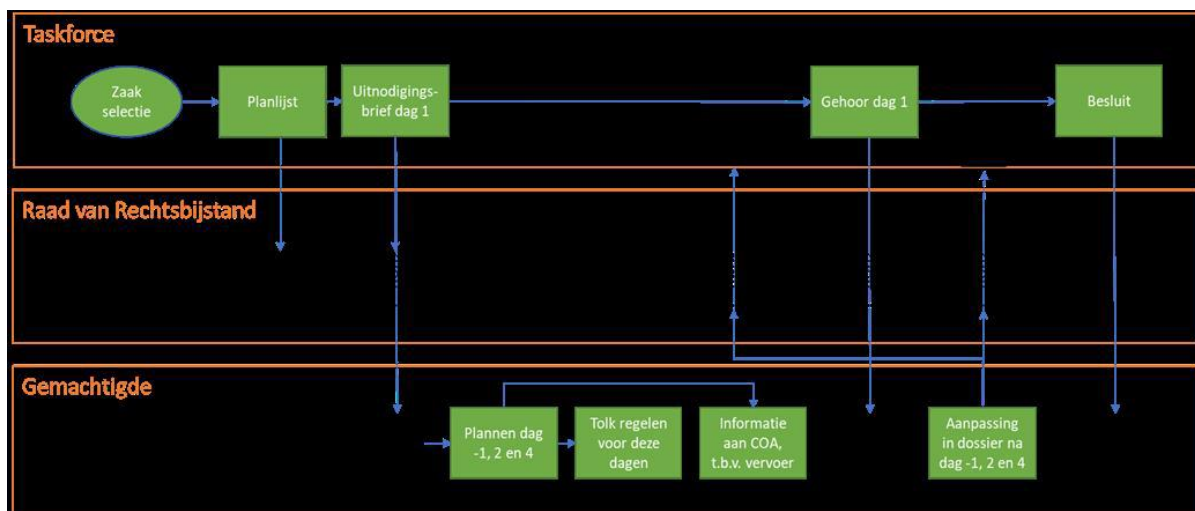 Taskforce
Zaak
selectie
Planlijst
Uitnodigings-
brief dag 1
Gehoor dag 1
Besluit
Raad van Rechtsbijstand
Gemachtigde
Plannen dag
-1, 2 en 4
Tolk regelen
voor deze
dagen
Informatie
aan COA,
t.b.v. vervoer
Aanpassing
in dossier na
dag -1, 2 en 4